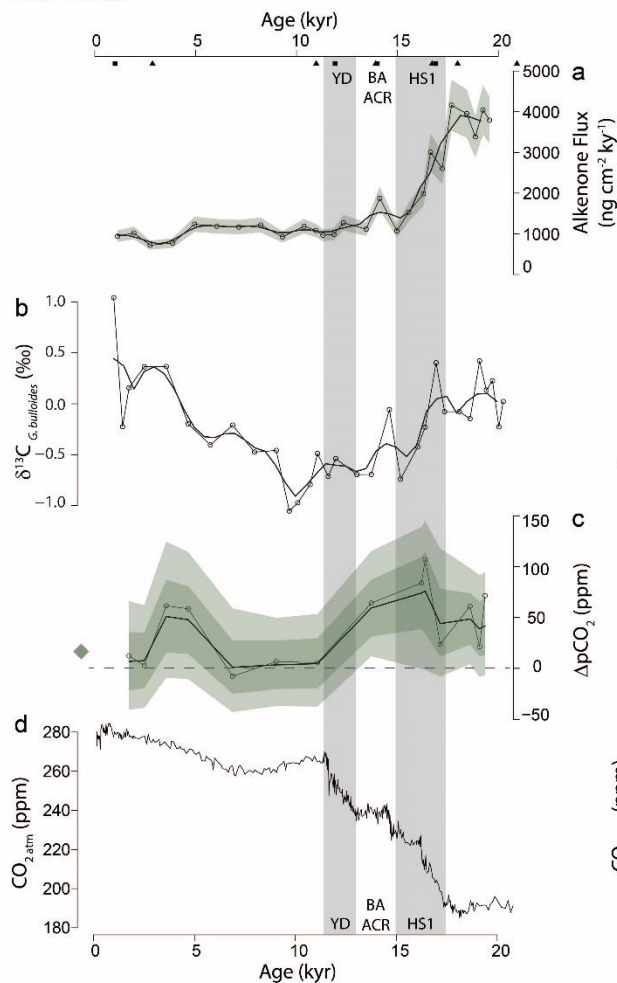 Age (kyr)
0 5 10 15 20
YD BA HS1
ACR
a
5000
4000
3000
2000
1000
0
Alkenone Flux
(ng cm⁻² ky⁻¹)
b
1.0
0.5
0.0
−0.5
−1.0
δ¹³C G. bulloides (‰)
c
150
100
50
0
−50
ΔpCO₂ (ppm)
d
280
260
240
220
200
180
CO₂ atm (ppm)
BA
YD ACR HS1
0 5 10 15 20
Age (kyr)
(ppm)